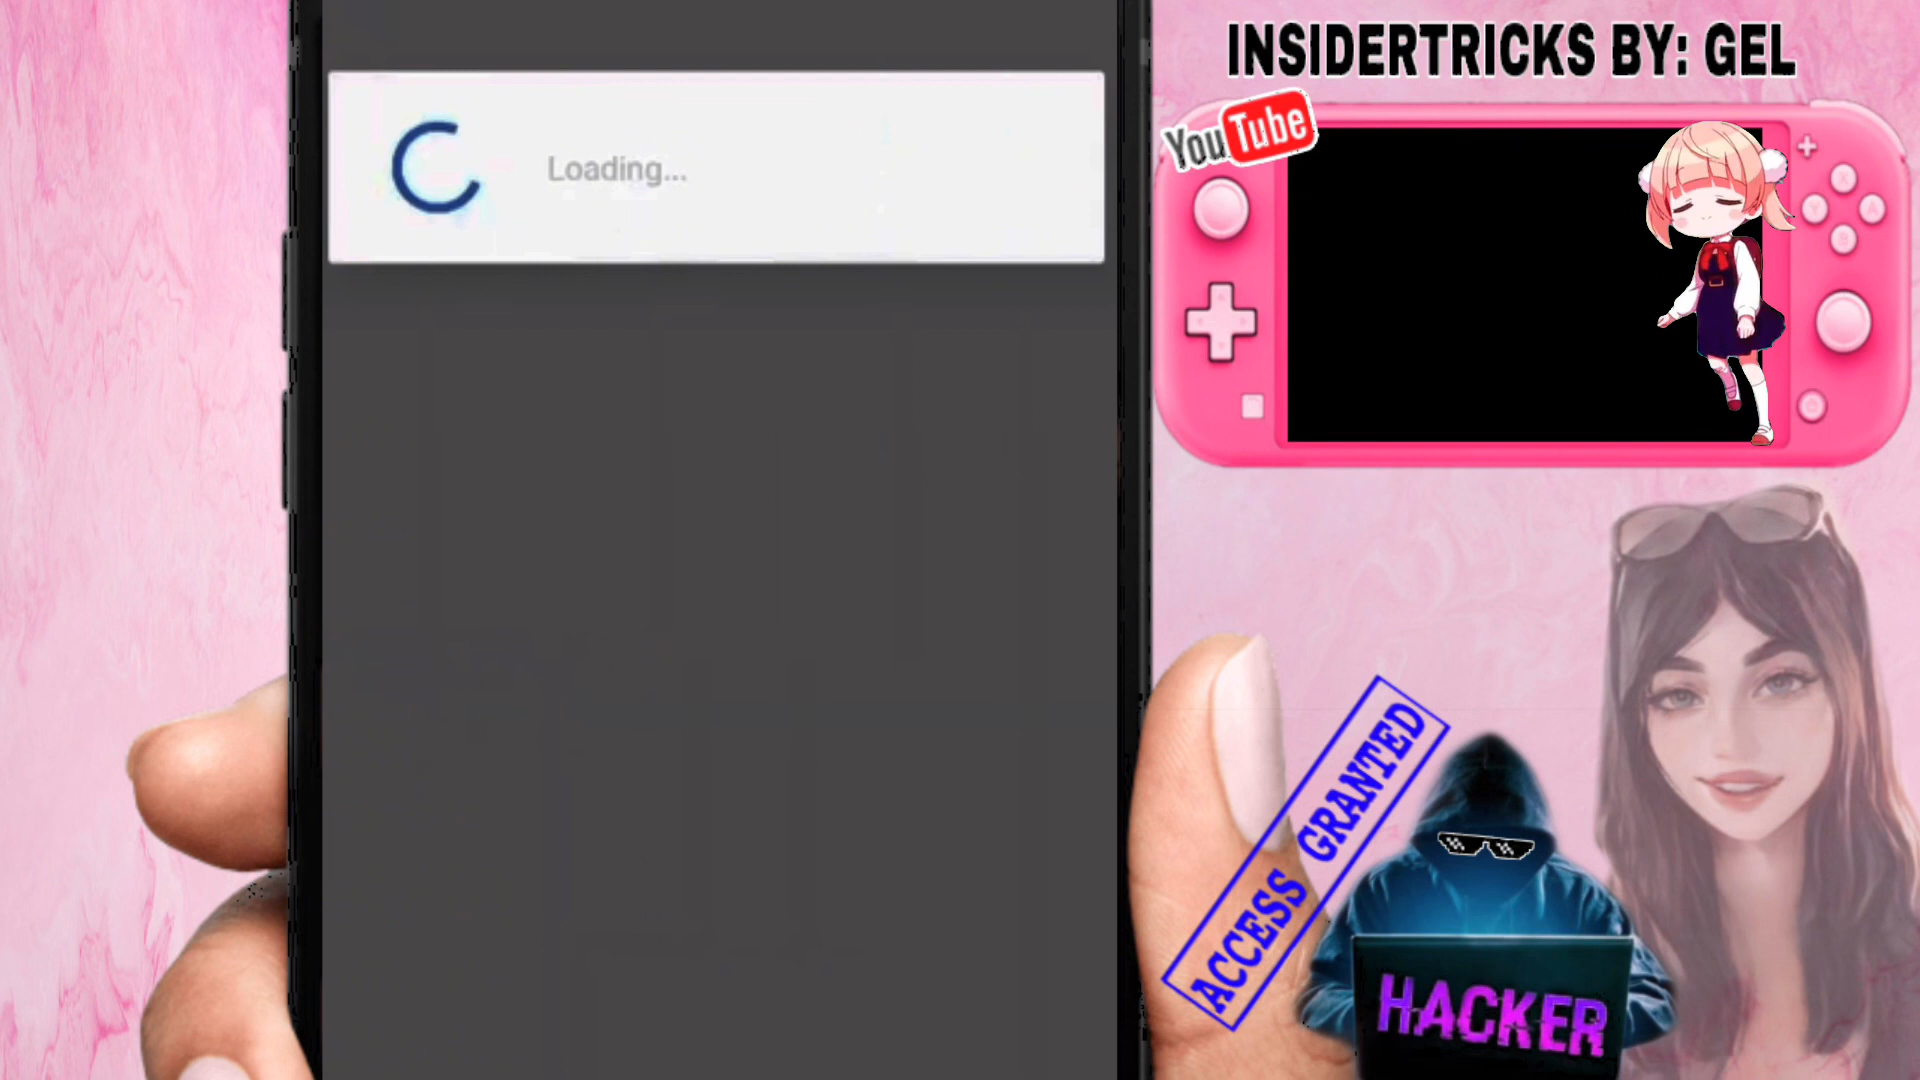 INSIDERTRICKS BY: GEL
YouTube
Loading...
ACCESS GRANTED
HACKER